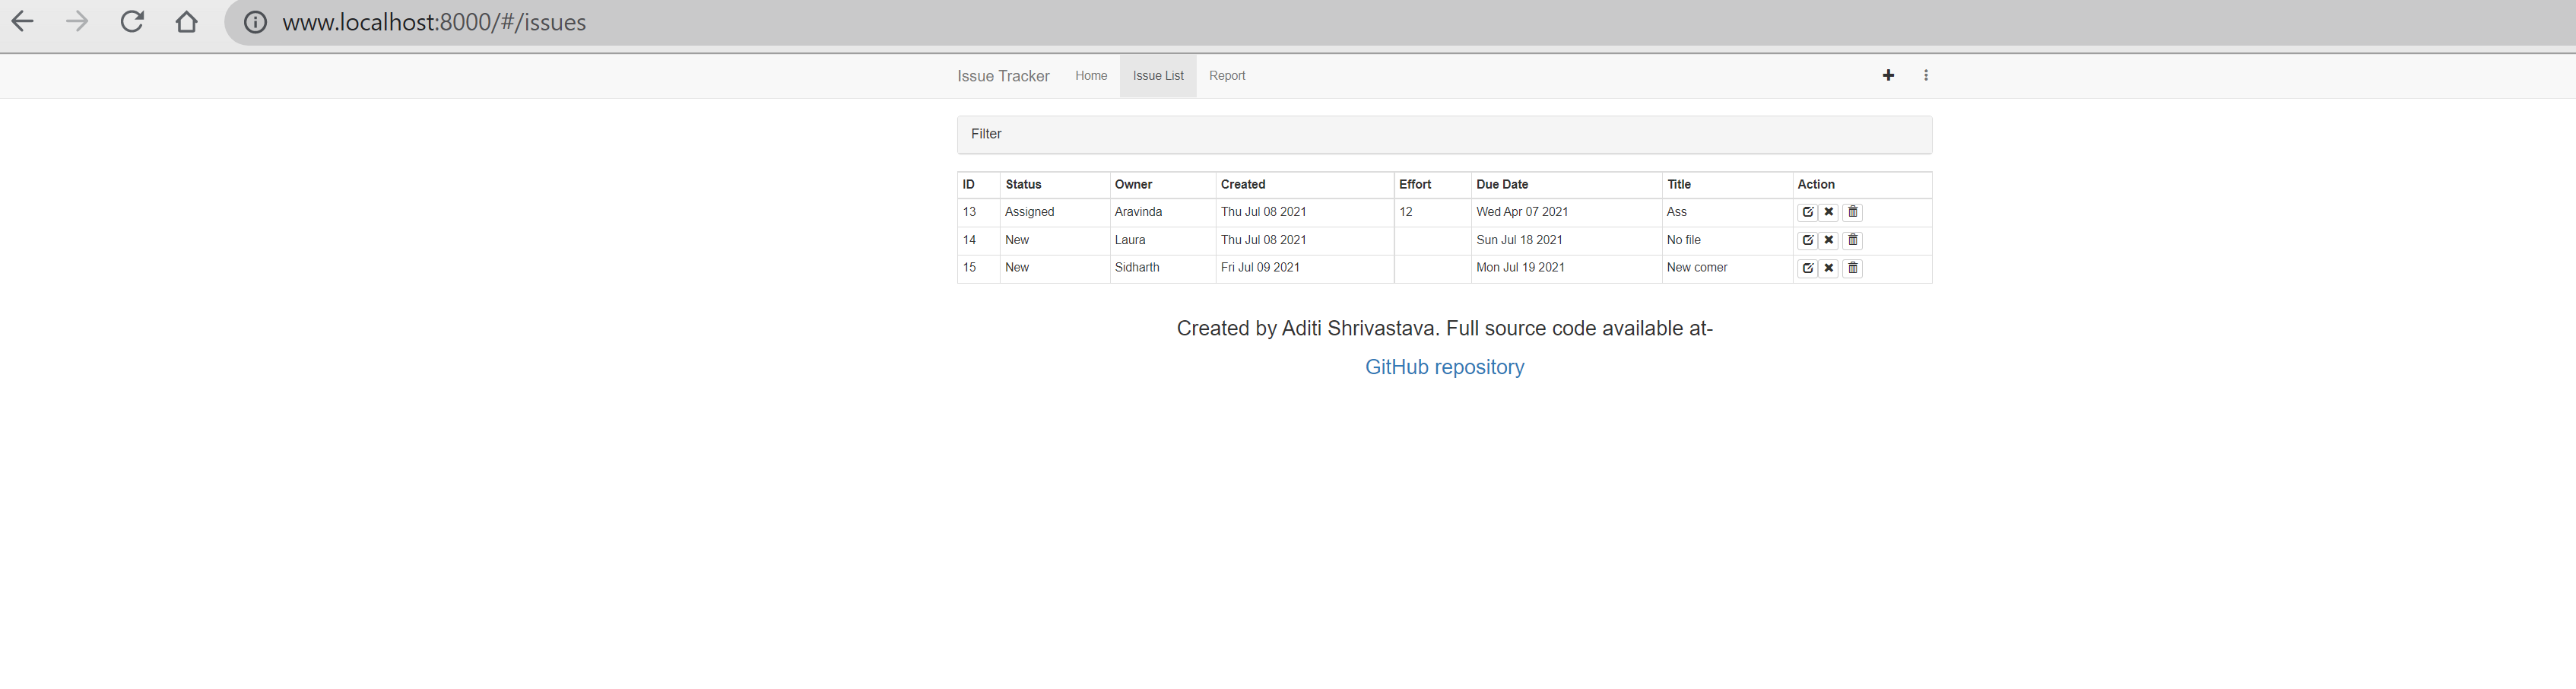 www.localhost:8000/#/issues
Issue Tracker Home Issue List Report
Filter
ID Status Owner Created Effort Due Date Title Action
13 Assigned Aravinda Thu Jul 08 2021 12 Wed Apr 07 2021 Ass
14 New Laura Thu Jul 08 2021 Sun Jul 18 2021 No file
15 New Sidharth Fri Jul 09 2021 Mon Jul 19 2021 New comer
Created by Aditi Shrivastava. Full source code available at-
GitHub repository